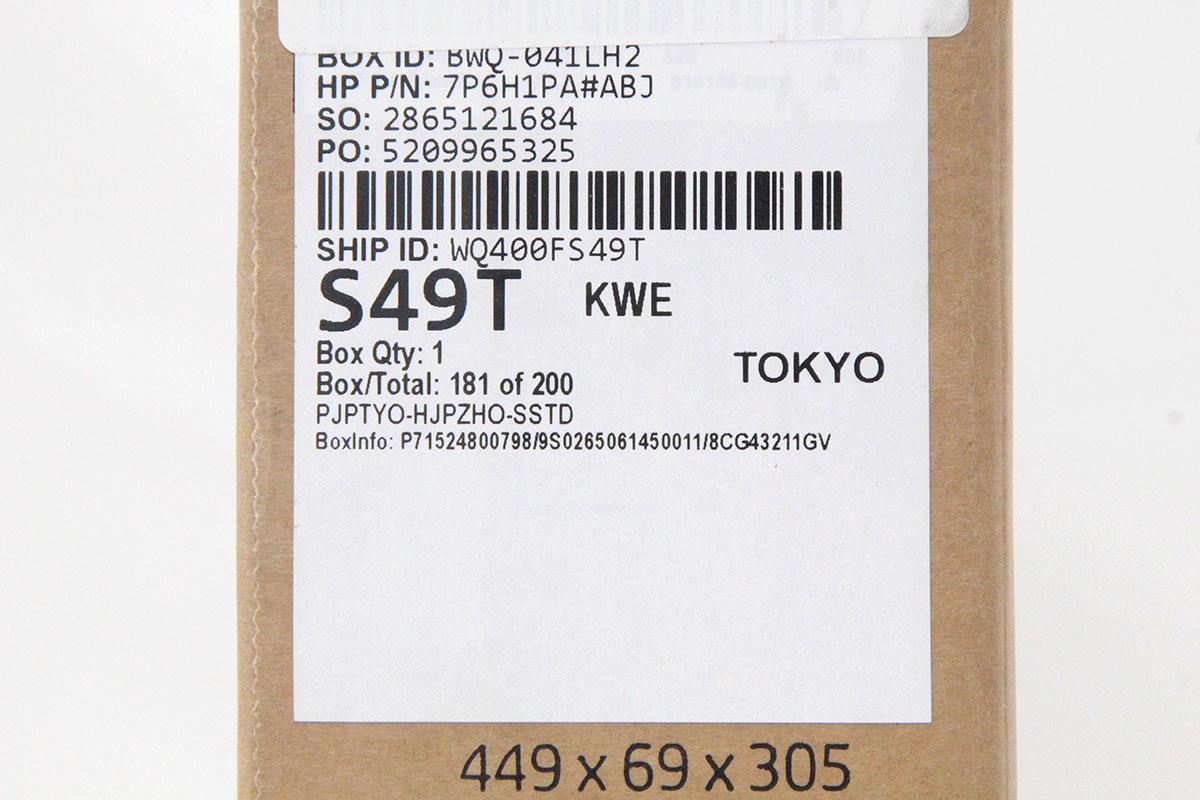 BOX ID: BWQ-041LH2
HP P/N: 7P6H1PA#ABJ
SO: 2865121684
PO: 5209965325
SHIP ID: WQ400FS49T
S49T KWE
Box Qty: 1
TOKYO
Box/Total: 181 of 200
PJPTYO-HJPZHO-SSTD
BoxInfo: P71524800798/9S0265061450011/8CG43211GV
449 x 69 x 305